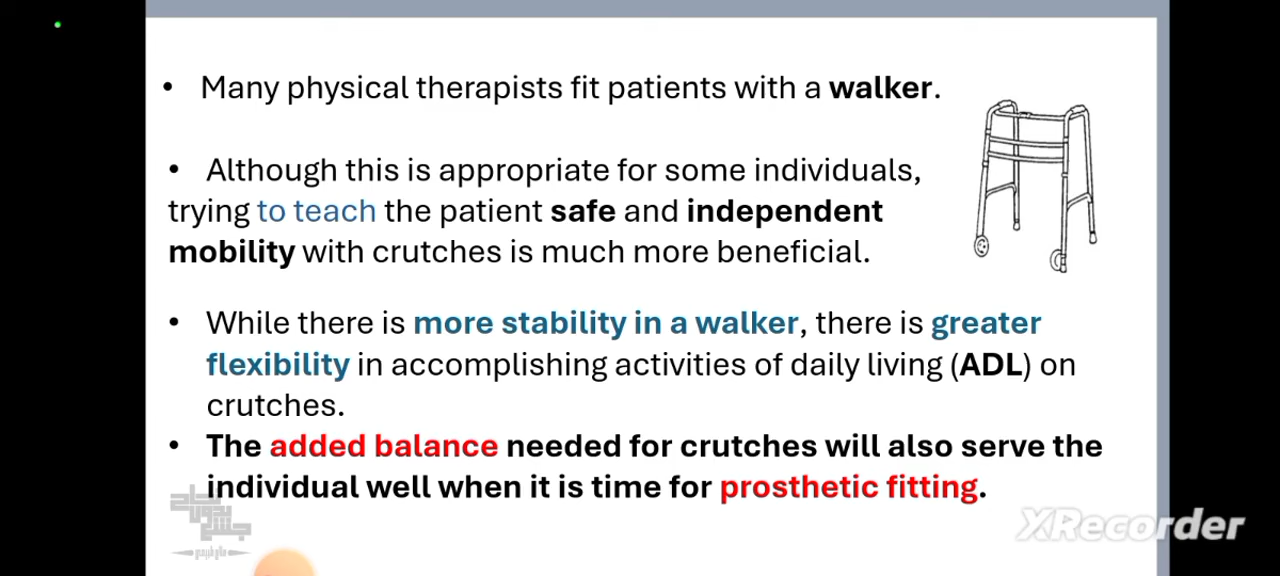 • Many physical therapists fit patients with a walker.
• Although this is appropriate for some individuals,
trying to teach the patient safe and independent
mobility with crutches is much more beneficial.
• While there is more stability in a walker, there is greater
flexibility in accomplishing activities of daily living (ADL) on
crutches.
• The added balance needed for crutches will also serve the
individual well when it is time for prosthetic fitting.
XRecorder